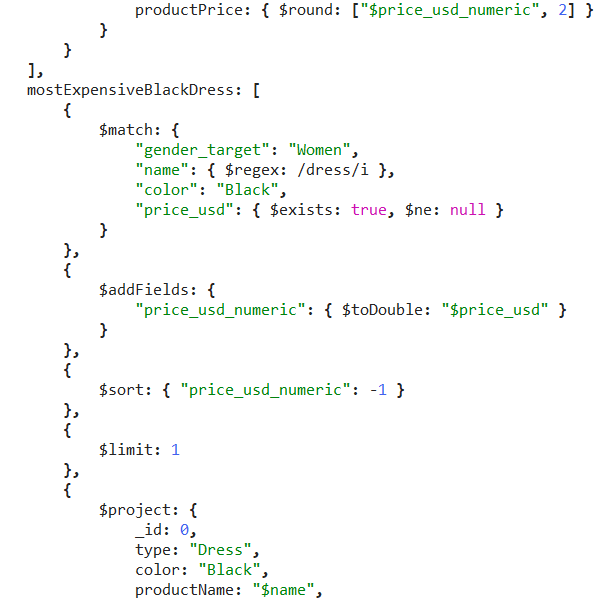 productPrice: { $round: ["$price_usd_numeric", 2] }
}
}
],
mostExpensiveBlackDress: [
{
$match: {
"gender_target": "Women",
"name": { $regex: /dress/i },
"color": "Black",
"price_usd": { $exists: true, $ne: null }
}
},
{
$addFields: {
"price_usd_numeric": { $toDouble: "$price_usd" }
}
},
{
$sort: { "price_usd_numeric": -1 }
},
{
$limit: 1
},
{
$project: {
_id: 0,
type: "Dress",
color: "Black",
productName: "$name",